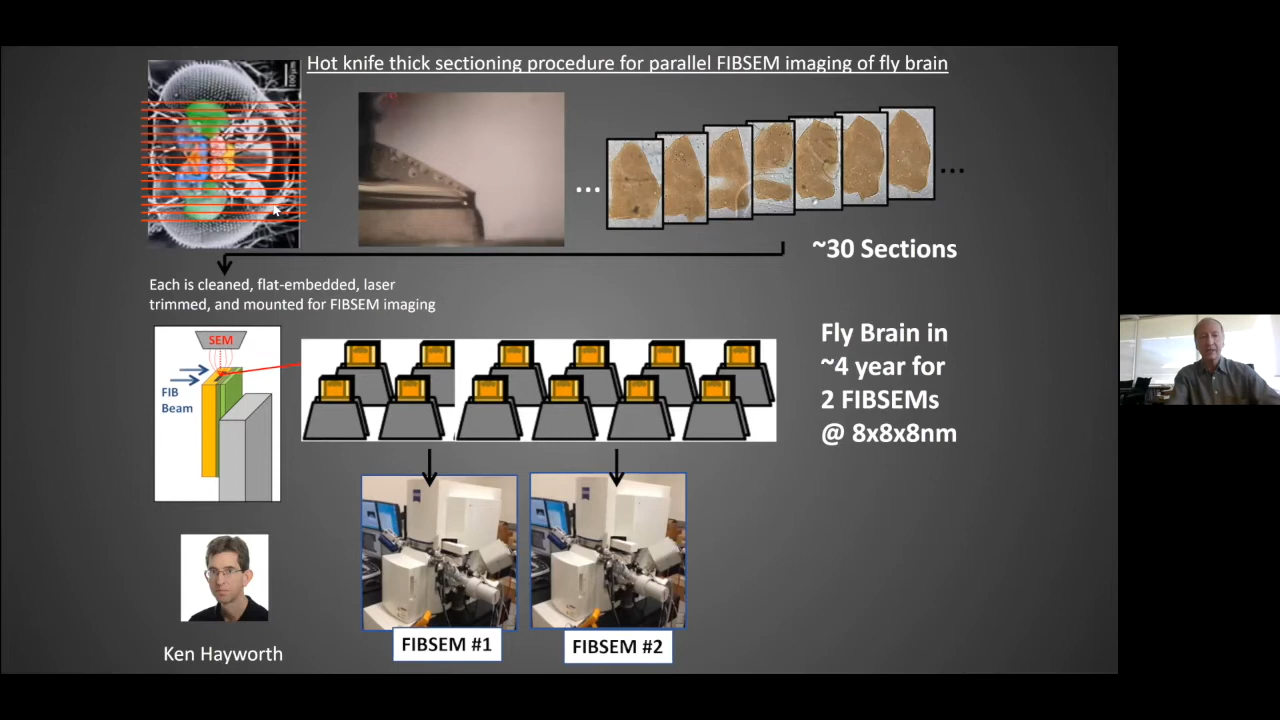 Hot knife thick sectioning procedure for parallel FIBSEM imaging of fly brain
100µm
...
...
~30 Sections
Each is cleaned, flat-embedded, laser
trimmed, and mounted for FIBSEM imaging
SEM
FIB
Beam
Fly Brain in
~4 year for
2 FIBSEMs
@ 8x8x8nm
FIBSEM #1
FIBSEM #2
Ken Hayworth